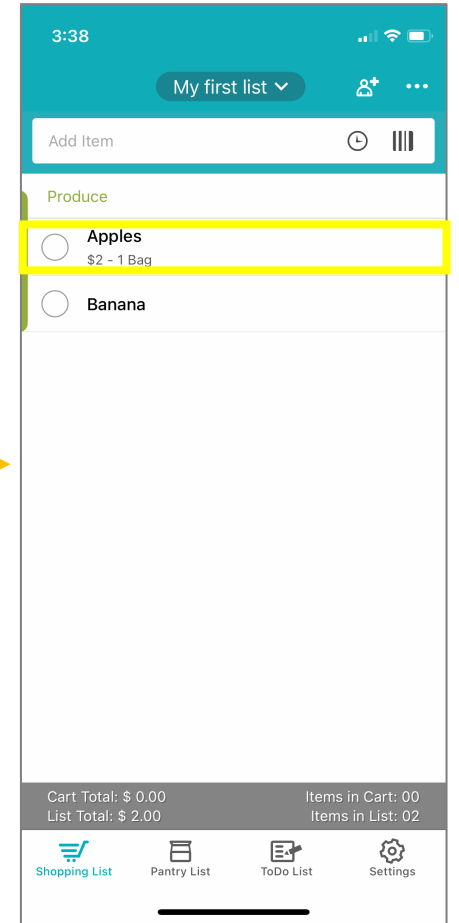 3:38
My first list
Add Item
Produce
Apples
$2 - 1 Bag
Banana
Cart Total: $ 0.00 Items in Cart: 00
List Total: $ 2.00 Items in List: 02
Shopping List Pantry List ToDo List Settings